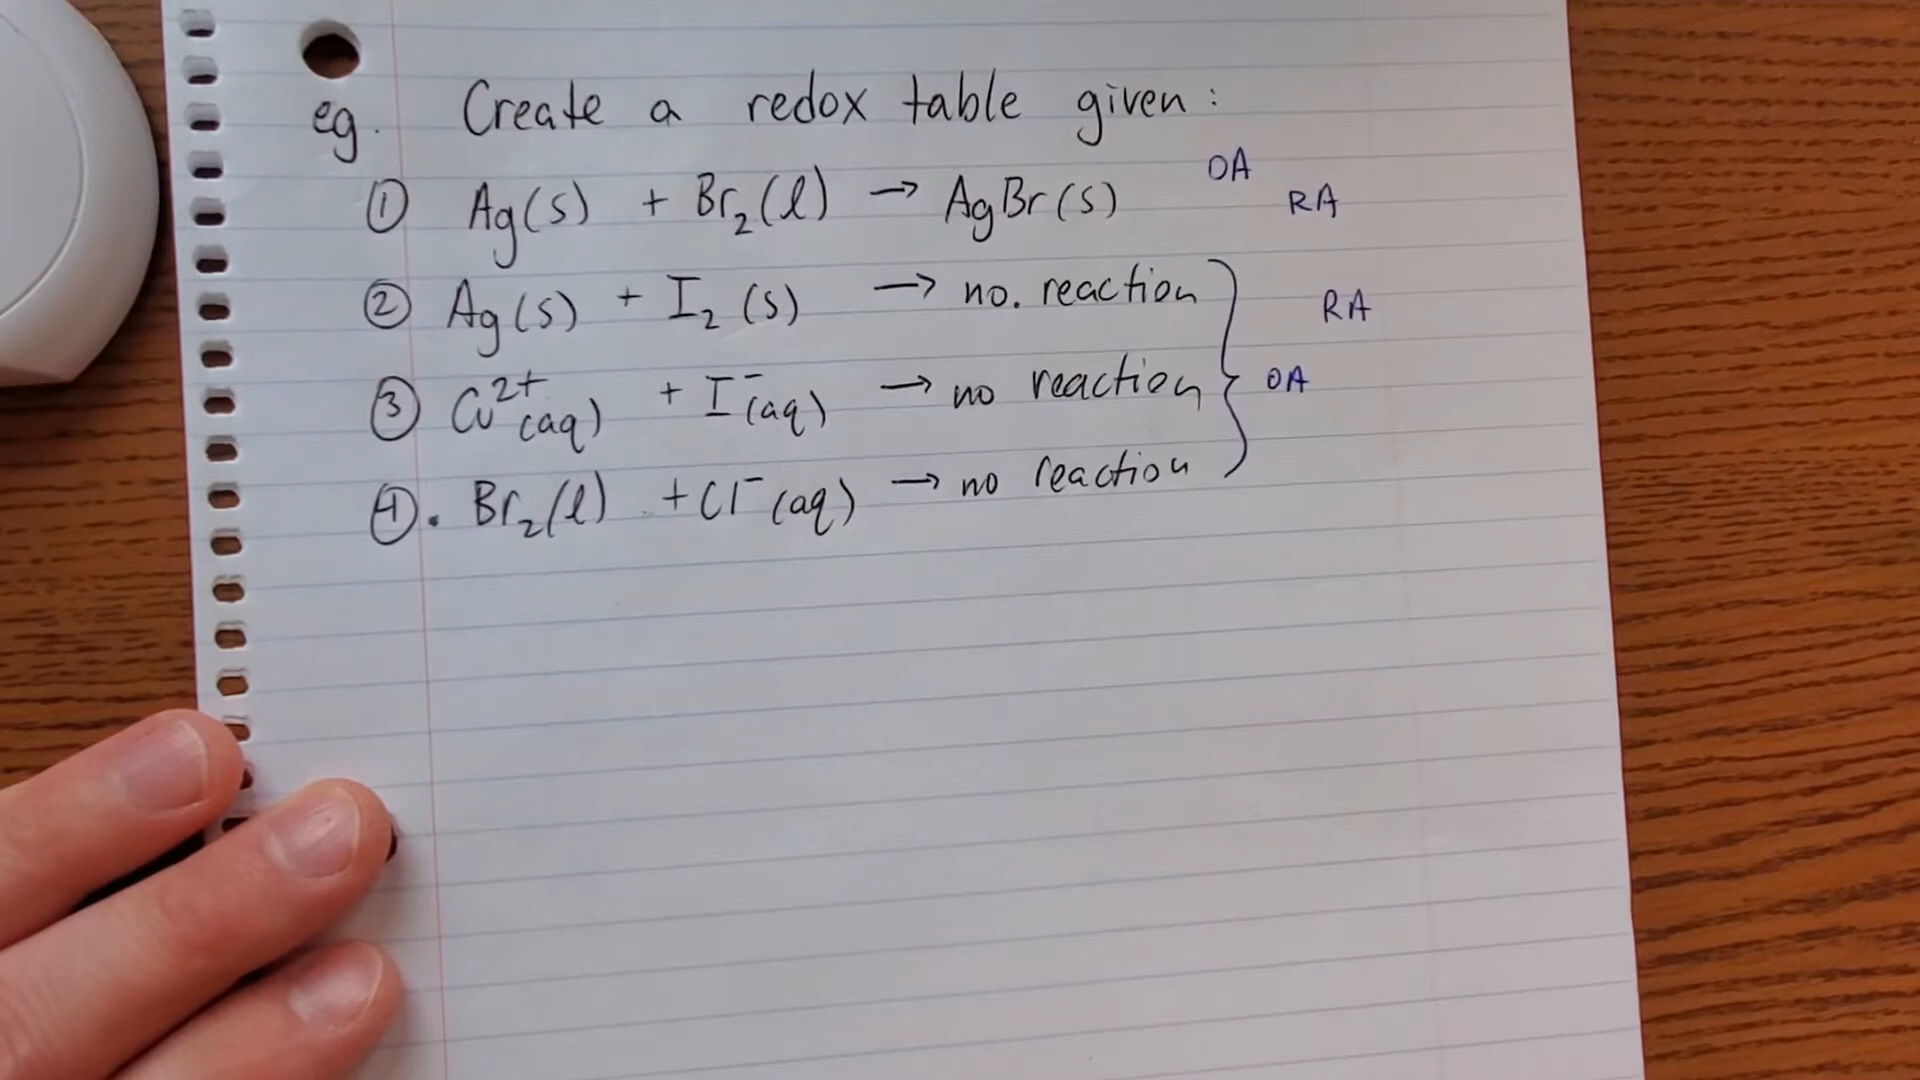 eg. Create a redox table given:
① Ag(s) + Br₂(l) → AgBr(s) OA RA
② Ag(s) + I₂(s) → no. reaction RA
③ Cu²⁺(aq) + I⁻(aq) → no reaction OA
④. Br₂(l) + Cl⁻(aq) → no reaction